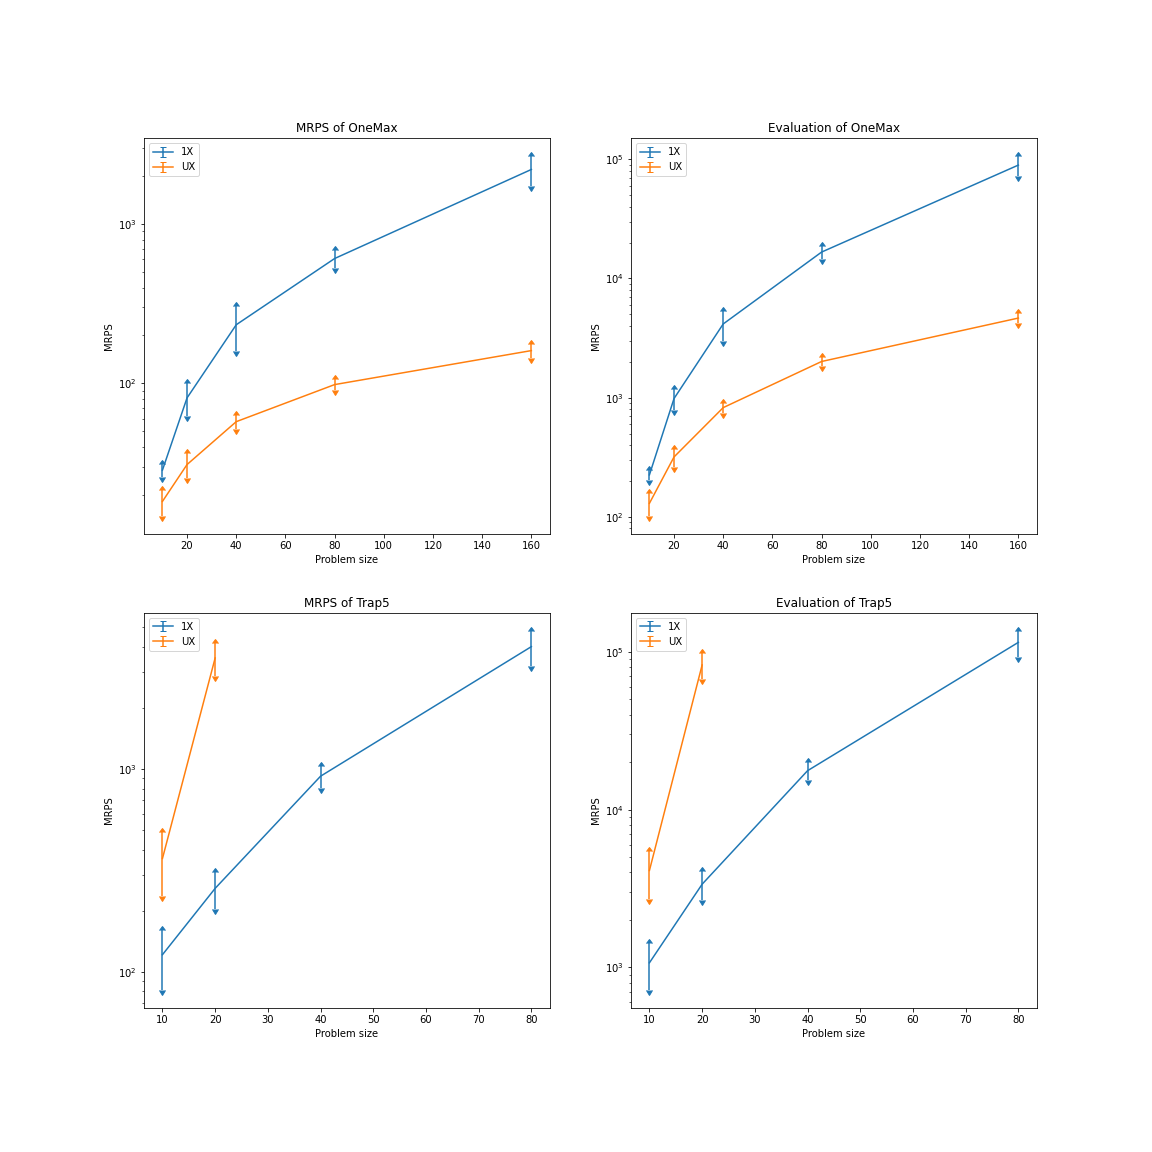 MRPS of OneMax
1X
UX
10³
10²
MRPS
20 40 60 80 100 120 140 160
Problem size
Evaluation of OneMax
1X
UX
10⁵
10⁴
10³
10²
MRPS
20 40 60 80 100 120 140 160
Problem size
MRPS of Trap5
1X
UX
10³
10²
MRPS
10 20 30 40 50 60 70 80
Problem size
Evaluation of Trap5
1X
UX
10⁵
10⁴
10³
MRPS
10 20 30 40 50 60 70 80
Problem size